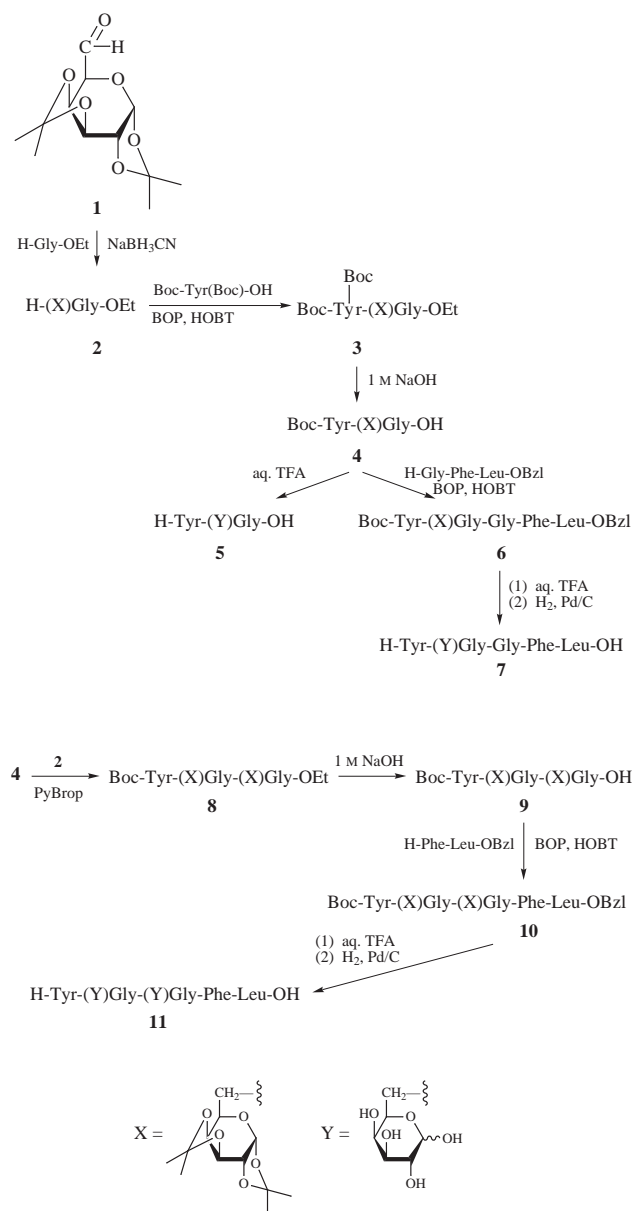 O
C—H
O
O
O
O
O
1
H-Gly-OEt NaBH3CN
H-(X)Gly-OEt
2
Boc-Tyr(Boc)-OH
BOP, HOBT
Boc
Boc-Tyr-(X)Gly-OEt
3
1 M NaOH
Boc-Tyr-(X)Gly-OH
4
aq. TFA
H-Gly-Phe-Leu-OBzl
BOP, HOBT
H-Tyr-(Y)Gly-OH
5
Boc-Tyr-(X)Gly-Gly-Phe-Leu-OBzl
6
(1) aq. TFA
(2) H2, Pd/C
H-Tyr-(Y)Gly-Gly-Phe-Leu-OH
7
4
2
PyBrop
Boc-Tyr-(X)Gly-(X)Gly-OEt
8
1 M NaOH
Boc-Tyr-(X)Gly-(X)Gly-OH
9
H-Phe-Leu-OBzl BOP, HOBT
Boc-Tyr-(X)Gly-(X)Gly-Phe-Leu-OBzl
10
(1) aq. TFA
(2) H2, Pd/C
H-Tyr-(Y)Gly-(Y)Gly-Phe-Leu-OH
11
X =
CH2—
O
O
O
O
O
Y =
CH2—
HO
O
OH
OH
OH